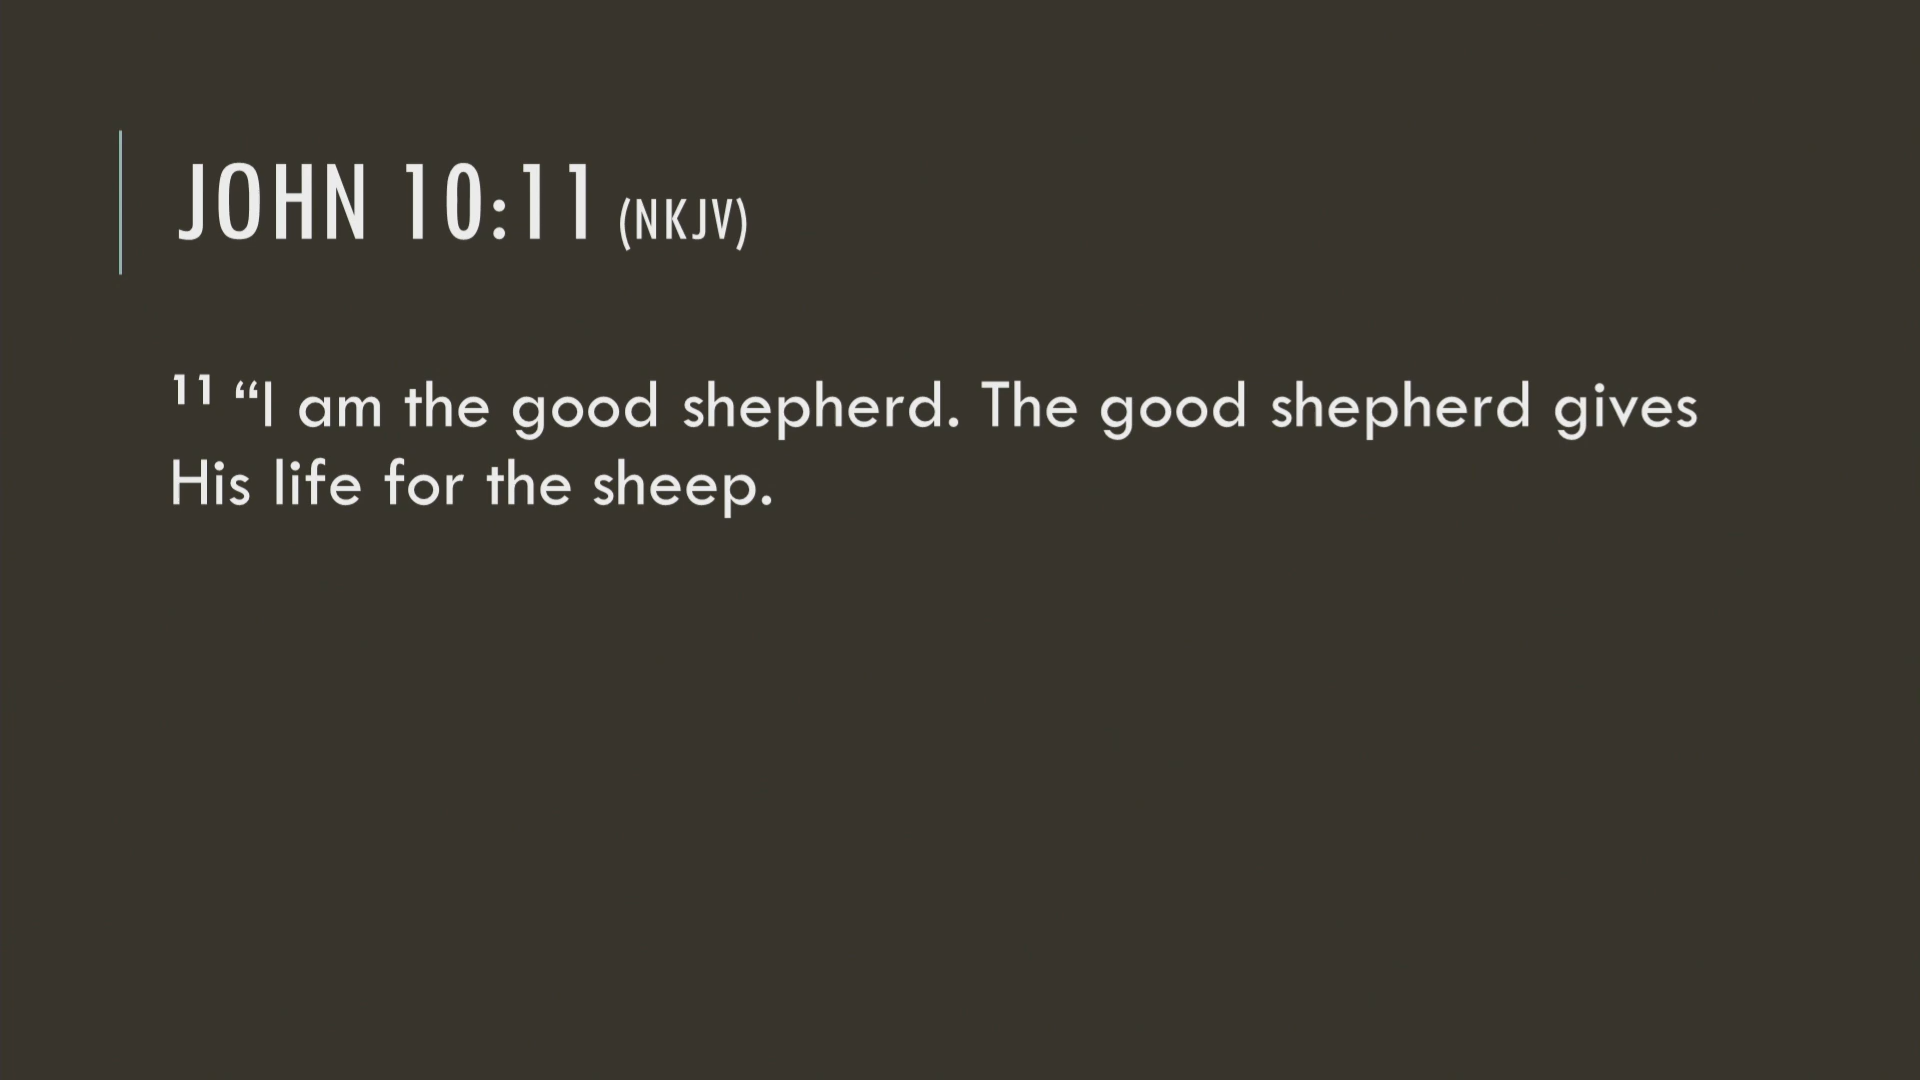 JOHN 10:11 (NKJV)
¹¹ “I am the good shepherd. The good shepherd gives
His life for the sheep.